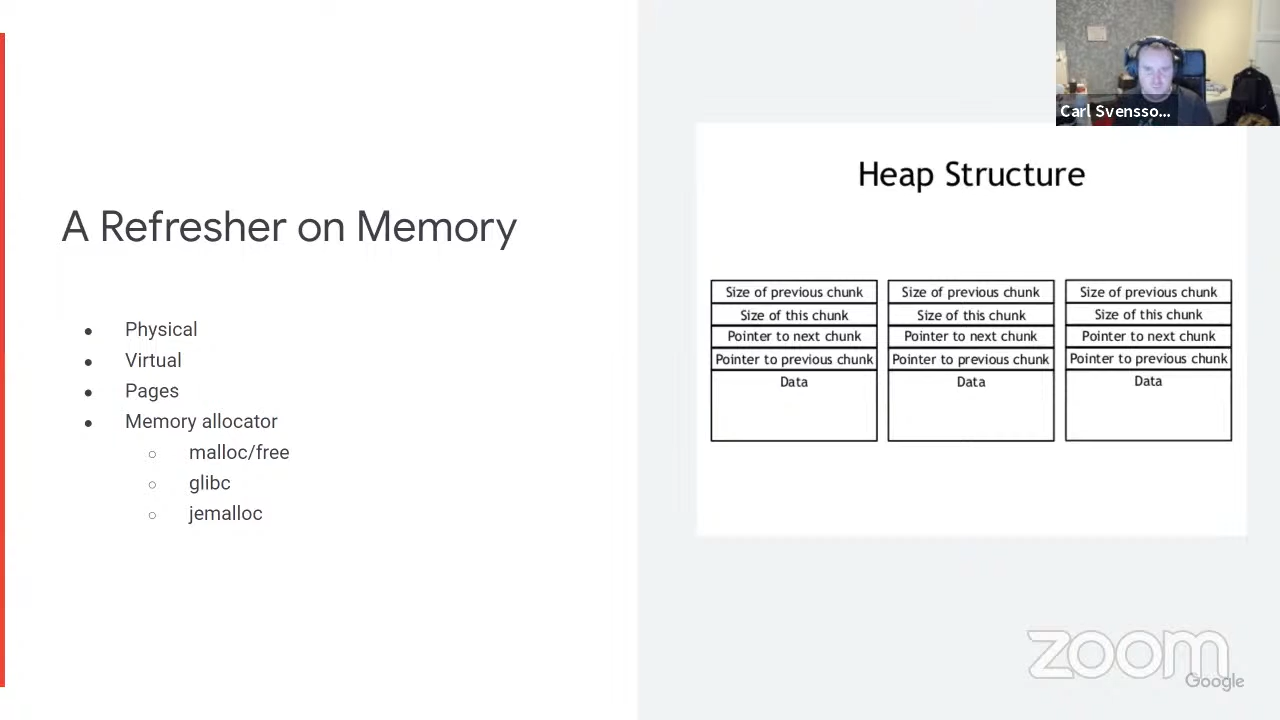 Carl Svensso...
A Refresher on Memory
Physical
Virtual
Pages
Memory allocator
malloc/free
glibc
jemalloc
Heap Structure
Size of previous chunk
Size of this chunk
Pointer to next chunk
Pointer to previous chunk
Data
Size of previous chunk
Size of this chunk
Pointer to next chunk
Pointer to previous chunk
Data
Size of previous chunk
Size of this chunk
Pointer to next chunk
Pointer to previous chunk
Data
zoom
Google